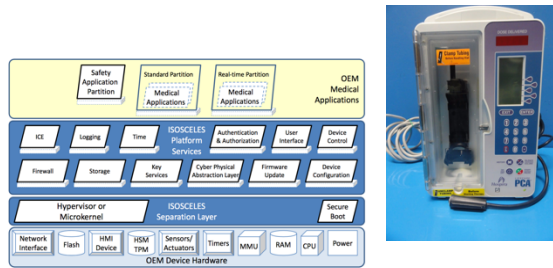 Safety
Application
Partition
Standard Partition
Medical
Applications
Real-time Partition
Medical
Applications
OEM
Medical
Applications
ICE
Logging
Time
ISOSCELES
Platform
Services
Authentication
& Authorization
User
Interface
Device
Control
Firewall
Storage
Key
Services
Cyber Physical
Abstraction Layer
Firmware
Update
Device
Configuration
Hypervisor or
Microkernel
ISOSCELES
Separation Layer
Secure
Boot
Network
Interface
Flash
HMI
Device
HSM
TPM
Sensors/
Actuators
Timers
MMU
RAM
CPU
Power
OEM Device Hardware
Clamp Tubing
PCA